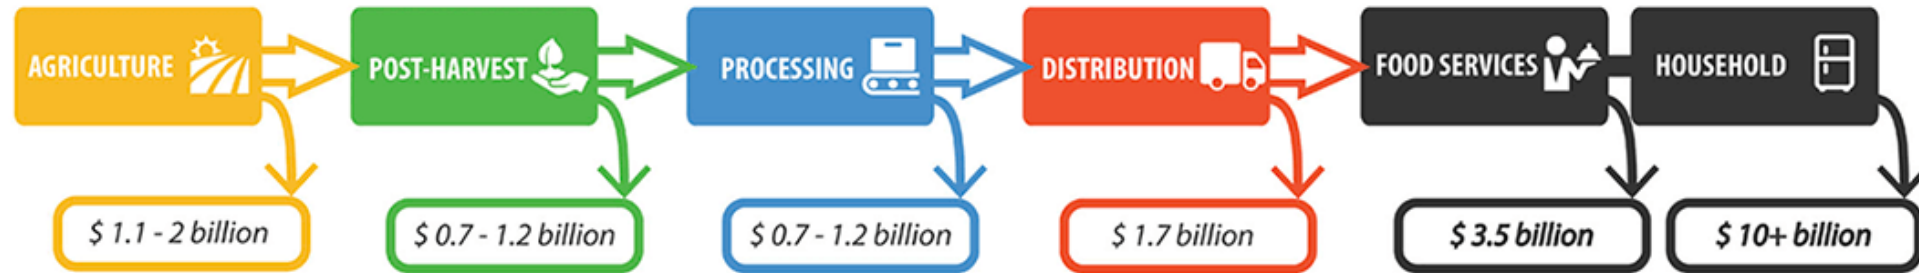 AGRICULTURE
POST-HARVEST
PROCESSING
DISTRIBUTION
FOOD SERVICES
HOUSEHOLD
$ 1.1 - 2 billion
$ 0.7 - 1.2 billion
$ 0.7 - 1.2 billion
$ 1.7 billion
$ 3.5 billion
$ 10+ billion